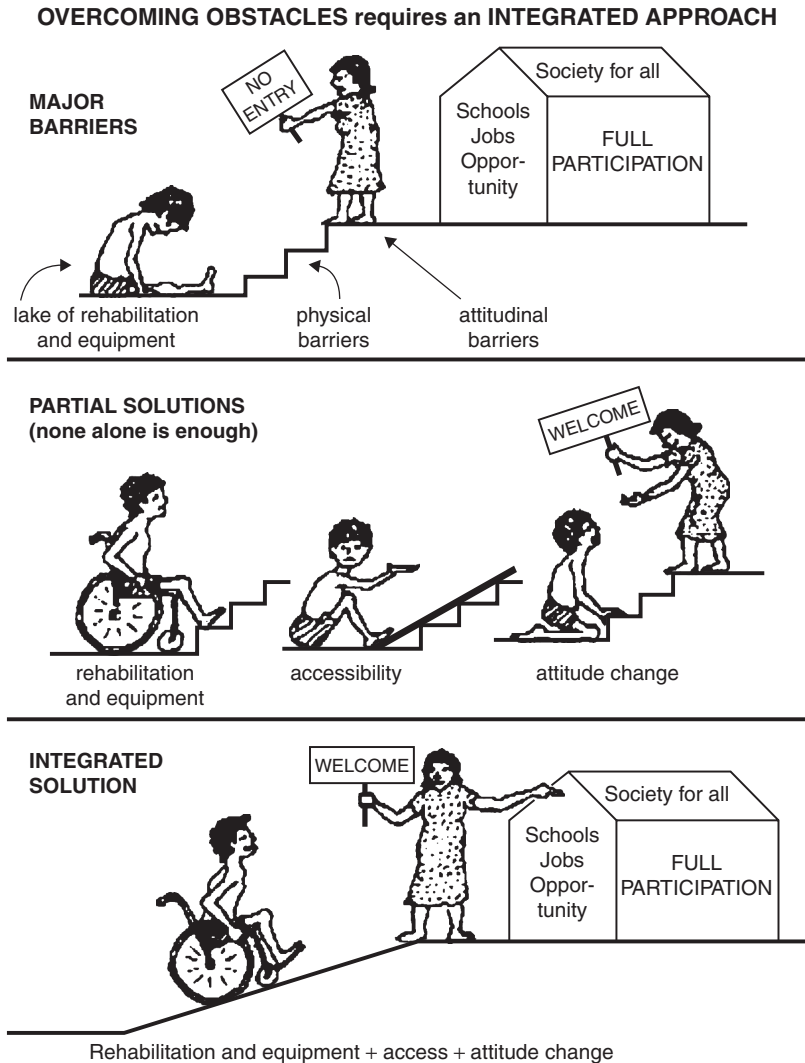 OVERCOMING OBSTACLES requires an INTEGRATED APPROACH
MAJOR
BARRIERS
NO
ENTRY
Society for all
Schools
Jobs
Oppor-
tunity
FULL
PARTICIPATION
lake of rehabilitation
and equipment
physical
barriers
attitudinal
barriers
PARTIAL SOLUTIONS
(none alone is enough)
WELCOME
rehabilitation
and equipment
accessibility
attitude change
INTEGRATED
SOLUTION
WELCOME
Society for all
Schools
Jobs
Oppor-
tunity
FULL
PARTICIPATION
Rehabilitation and equipment + access + attitude change